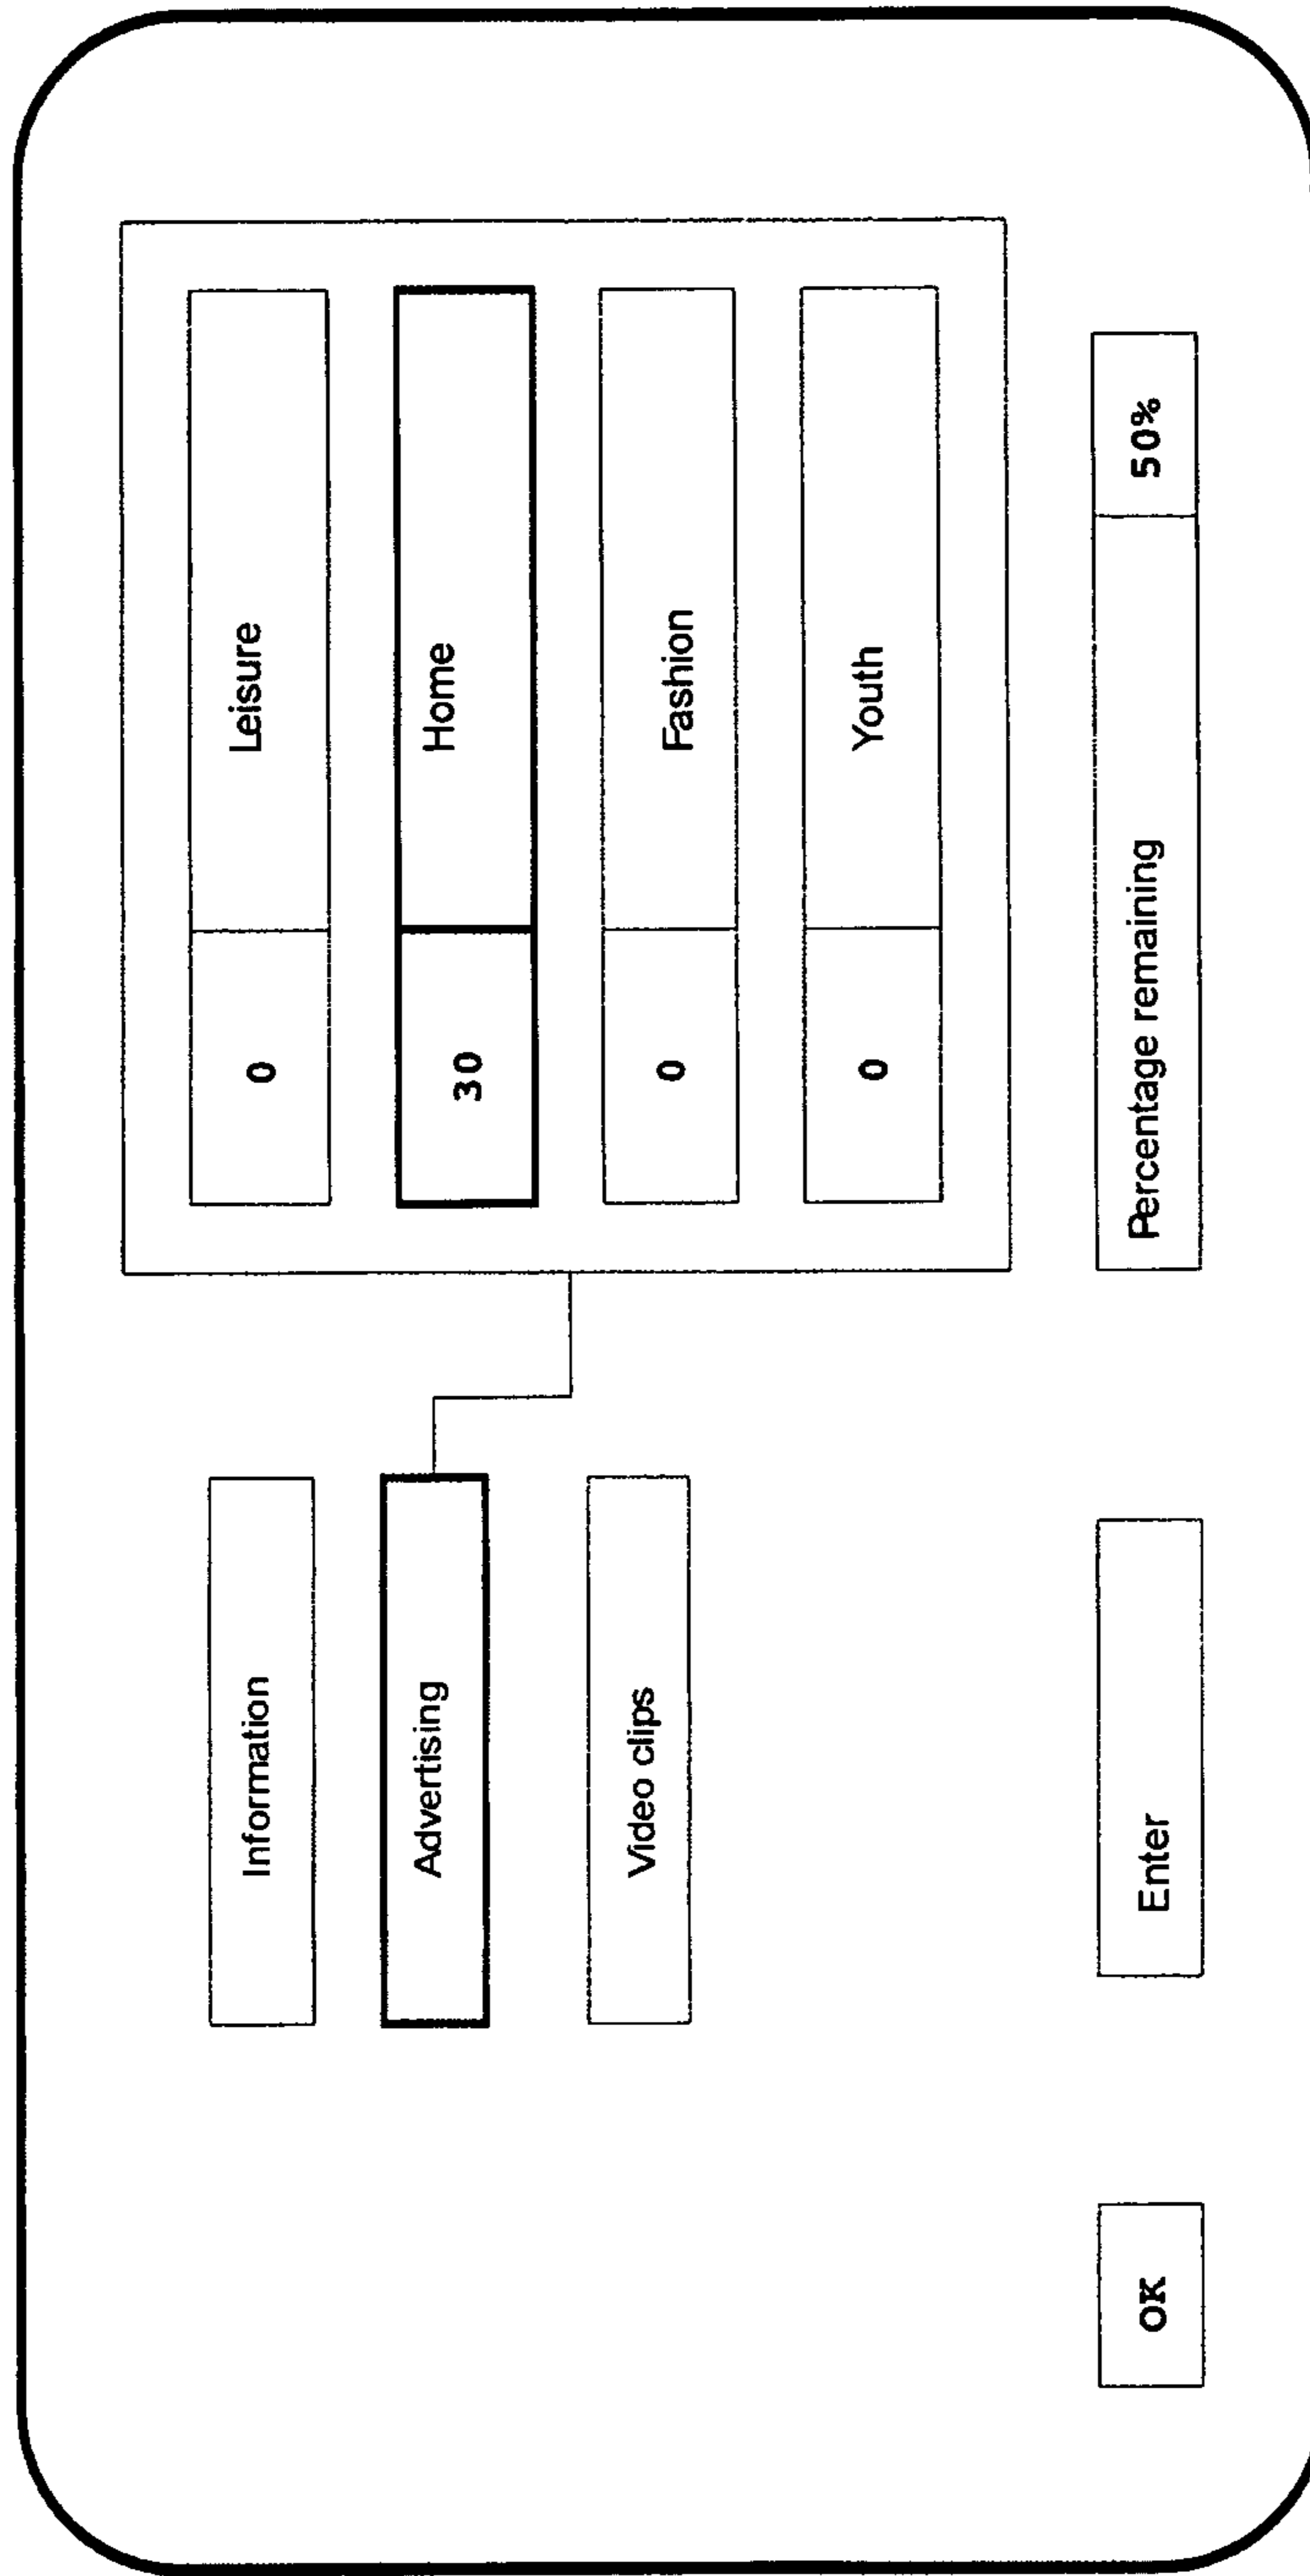 Information
Advertising
Video clips
0 Leisure
30 Home
0 Fashion
0 Youth
OK
Enter
Percentage remaining 50%